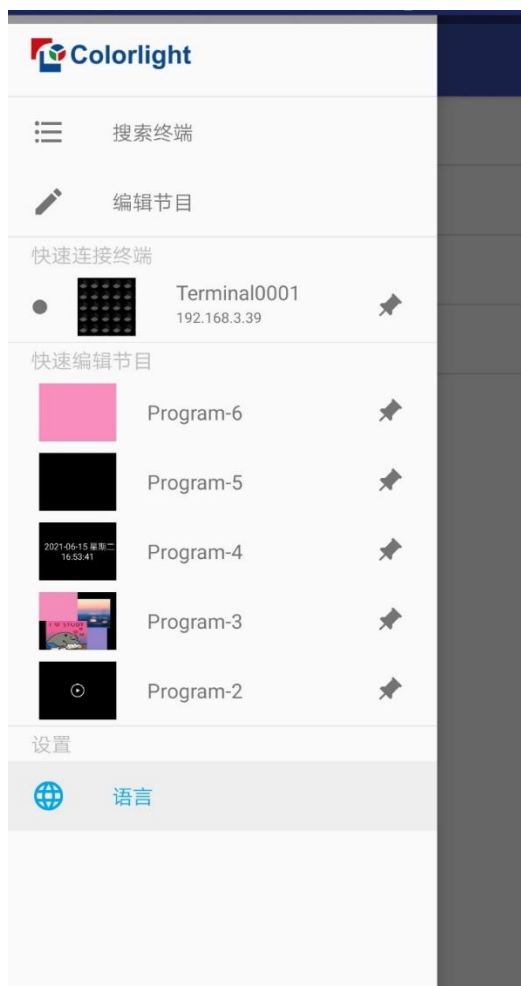 Colorlight
搜索终端
编辑节目
快速连接终端
Terminal0001
192.168.3.39
快速编辑节目
Program-6
Program-5
2021-06-15 星期二
16:53:41
Program-4
I ♥ STUDY
Program-3
Program-2
设置
语言